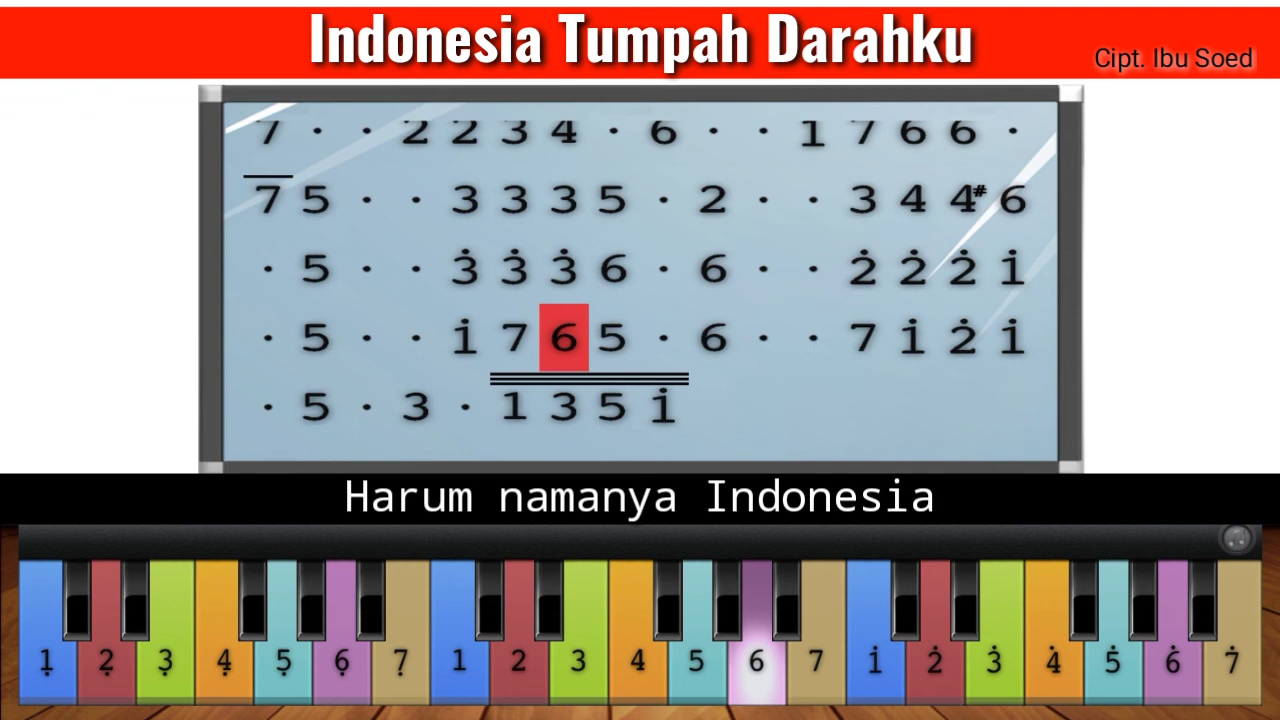 Indonesia Tumpah Darahku
Cipt. Ibu Soed
7 · · 2 2 3 4 · 6 · · 1 7 6 6 ·
7 5 · · 3 3 3 5 · 2 · · 3 4 4# 6
· 5 · · 3̇ 3̇ 3̇ 6 · 6 · · 2̇ 2̇ 2̇ 1̇
· 5 · · 1̇ 7 6 5 · 6 · · 7 1̇ 2̇ 1̇
· 5 · 3 · 1 3 5 1̇
Harum namanya Indonesia
1̣ 2̣ 3̣ 4̣ 5̣ 6̣ 7̣ 1 2 3 4 5 6 7 1̇ 2̇ 3̇ 4̇ 5̇ 6̇ 7̇